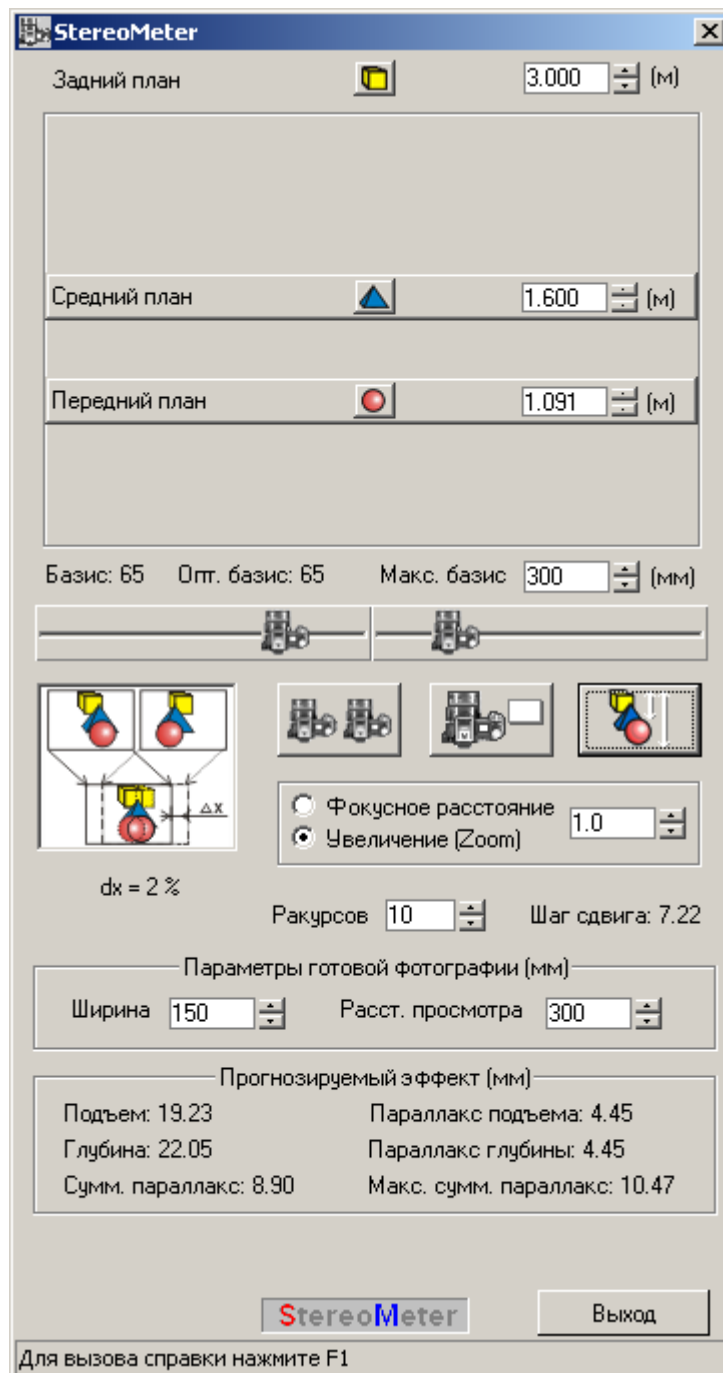 StereoMeter
Задний план 3.000 (м)
Средний план 1.600 (м)
Передний план 1.091 (м)
Базис: 65 Опт. базис: 65 Макс. базис 300 (мм)
Фокусное расстояние
Увеличение (Zoom) 1.0
ΔX
dx = 2 %
Ракурсов 10 Шаг сдвига: 7.22
Параметры готовой фотографии (мм)
Ширина 150 Расст. просмотра 300
Прогнозируемый эффект (мм)
Подъем: 19.23 Параллакс подъема: 4.45
Глубина: 22.05 Параллакс глубины: 4.45
Сумм. параллакс: 8.90 Макс. сумм. параллакс: 10.47
StereoMeter Выход
Для вызова справки нажмите F1